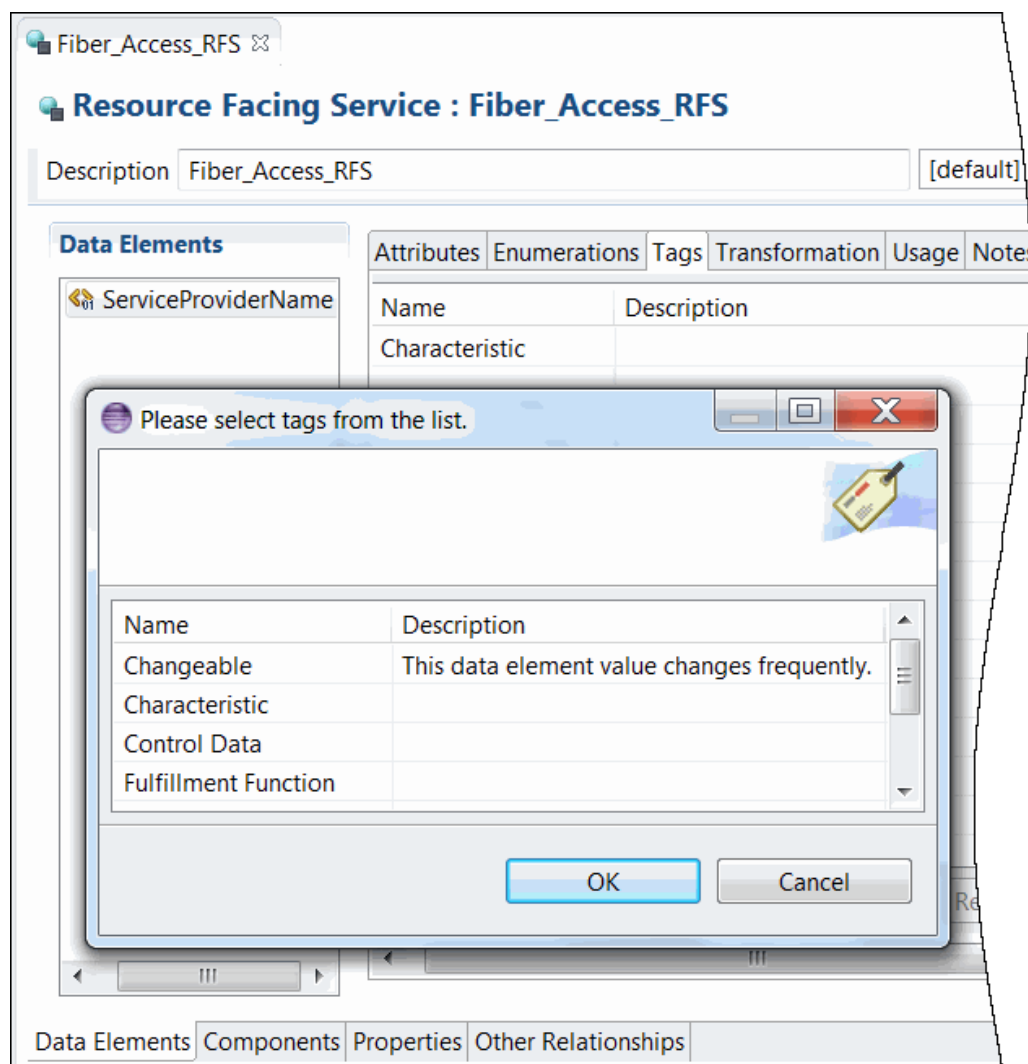 Fiber_Access_RFS
Resource Facing Service : Fiber_Access_RFS
Description Fiber_Access_RFS [default]
Data Elements
Attributes Enumerations Tags Transformation Usage Notes
ServiceProviderName
Name Description
Characteristic
Please select tags from the list.
Name Description
Changeable This data element value changes frequently.
Characteristic
Control Data
Fulfillment Function
OK Cancel
Re
Data Elements Components Properties Other Relationships